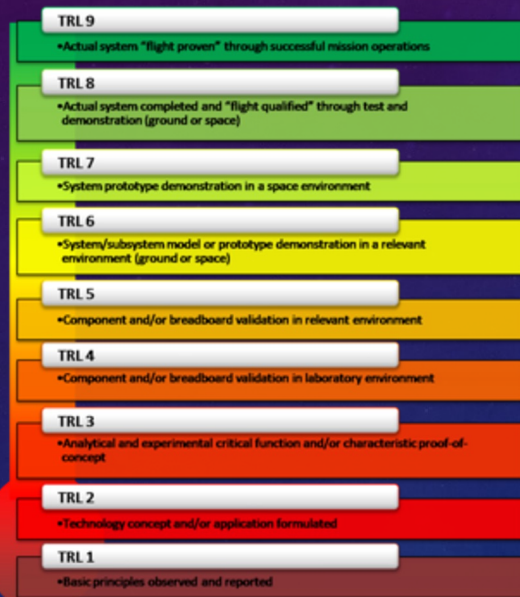 TRL 9
•Actual system “flight proven” through successful mission operations
TRL 8
•Actual system completed and “flight qualified” through test and
demonstration (ground or space)
TRL 7
•System prototype demonstration in a space environment
TRL 6
•System/subsystem model or prototype demonstration in a relevant
environment (ground or space)
TRL 5
•Component and/or breadboard validation in relevant environment
TRL 4
•Component and/or breadboard validation in laboratory environment
TRL 3
•Analytical and experimental critical function and/or characteristic proof-of-
concept
TRL 2
•Technology concept and/or application formulated
TRL 1
•Basic principles observed and reported